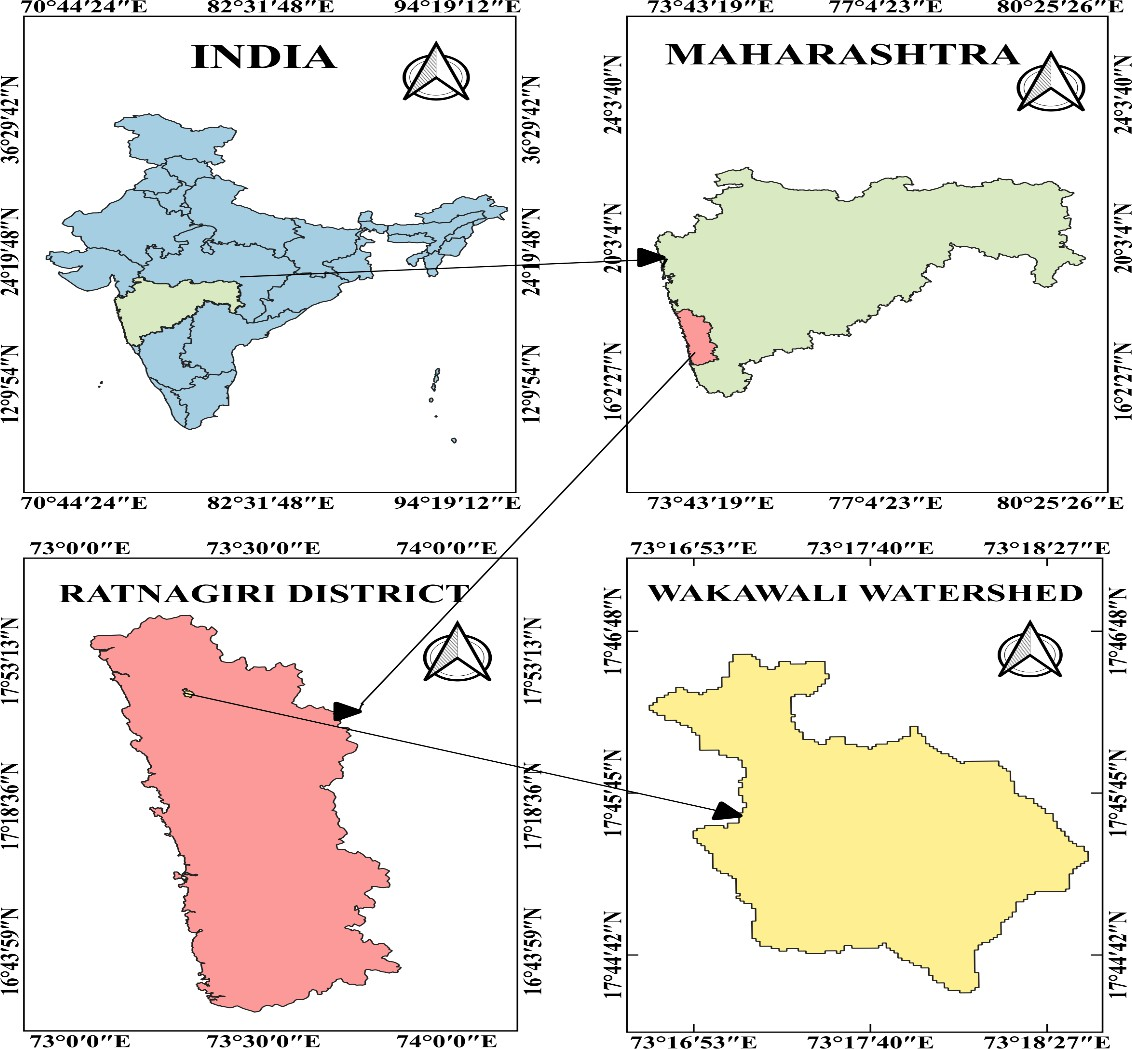 70°44′24″E 82°31′48″E 94°19′12″E
INDIA
36°29′42″N
24°19′48″N
12°9′54″N
36°29′42″N
24°19′48″N
12°9′54″N
70°44′24″E 82°31′48″E 94°19′12″E
73°43′19″E 77°4′23″E 80°25′26″E
MAHARASHTRA
24°3′40″N
20°3′4″N
16°2′27″N
24°3′40″N
20°3′4″N
16°2′27″N
73°43′19″E 77°4′23″E 80°25′26″E
73°0′0″E 73°30′0″E 74°0′0″E
RATNAGIRI DISTRICT
17°53′13″N
17°18′36″N
16°43′59″N
17°53′13″N
17°18′36″N
16°43′59″N
73°0′0″E 73°30′0″E 74°0′0″E
73°16′53″E 73°17′40″E 73°18′27″E
WAKAWALI WATERSHED
17°46′48″N
17°45′45″N
17°44′42″N
17°46′48″N
17°45′45″N
17°44′42″N
73°16′53″E 73°17′40″E 73°18′27″E